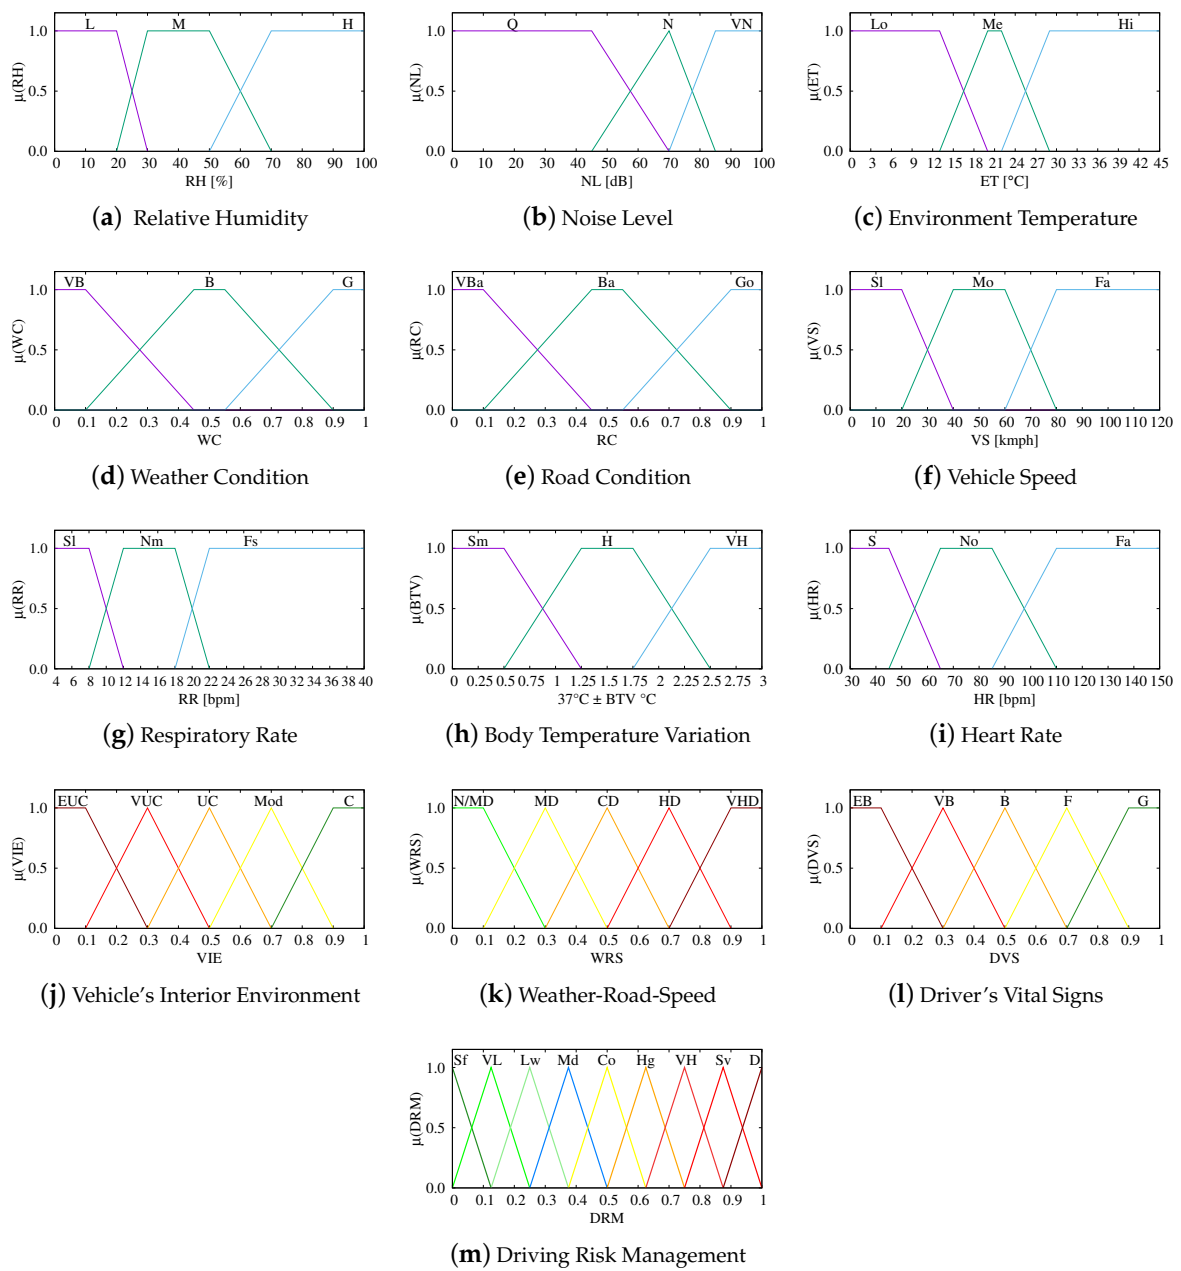 L M H
1.0
0.5
0.0
μ(RH)
0 10 20 30 40 50 60 70 80 90 100
RH [%]
(a) Relative Humidity
Q N VN
1.0
0.5
0.0
μ(NL)
0 10 20 30 40 50 60 70 80 90 100
NL [dB]
(b) Noise Level
Lo Me Hi
1.0
0.5
0.0
μ(ET)
0 3 6 9 12 15 18 21 24 27 30 33 36 39 42 45
ET [°C]
(c) Environment Temperature
VB B G
1.0
0.5
0.0
μ(WC)
0 0.1 0.2 0.3 0.4 0.5 0.6 0.7 0.8 0.9 1
WC
(d) Weather Condition
VBa Ba Go
1.0
0.5
0.0
μ(RC)
0 0.1 0.2 0.3 0.4 0.5 0.6 0.7 0.8 0.9 1
RC
(e) Road Condition
Sl Mo Fa
1.0
0.5
0.0
μ(VS)
0 10 20 30 40 50 60 70 80 90 100 110 120
VS [kmph]
(f) Vehicle Speed
Sl Nm Fs
1.0
0.5
0.0
μ(RR)
4 6 8 10 12 14 16 18 20 22 24 26 28 30 32 34 36 38 40
RR [bpm]
(g) Respiratory Rate
Sm H VH
1.0
0.5
0.0
μ(BTV)
0 0.25 0.5 0.75 1 1.25 1.5 1.75 2 2.25 2.5 2.75 3
37°C ± BTV °C
(h) Body Temperature Variation
S No Fa
1.0
0.5
0.0
μ(HR)
30 40 50 60 70 80 90 100 110 120 130 140 150
HR [bpm]
(i) Heart Rate
EUC VUC UC Mod C
1.0
0.5
0.0
μ(VIE)
0 0.1 0.2 0.3 0.4 0.5 0.6 0.7 0.8 0.9 1
VIE
(j) Vehicle's Interior Environment
N/MD MD CD HD VHD
1.0
0.5
0.0
μ(WRS)
0 0.1 0.2 0.3 0.4 0.5 0.6 0.7 0.8 0.9 1
WRS
(k) Weather-Road-Speed
EB VB B F G
1.0
0.5
0.0
μ(DVS)
0 0.1 0.2 0.3 0.4 0.5 0.6 0.7 0.8 0.9 1
DVS
(l) Driver's Vital Signs
Sf VL Lw Md Co Hg VH Sv D
1.0
0.5
0.0
μ(DRM)
0 0.1 0.2 0.3 0.4 0.5 0.6 0.7 0.8 0.9 1
DRM
(m) Driving Risk Management